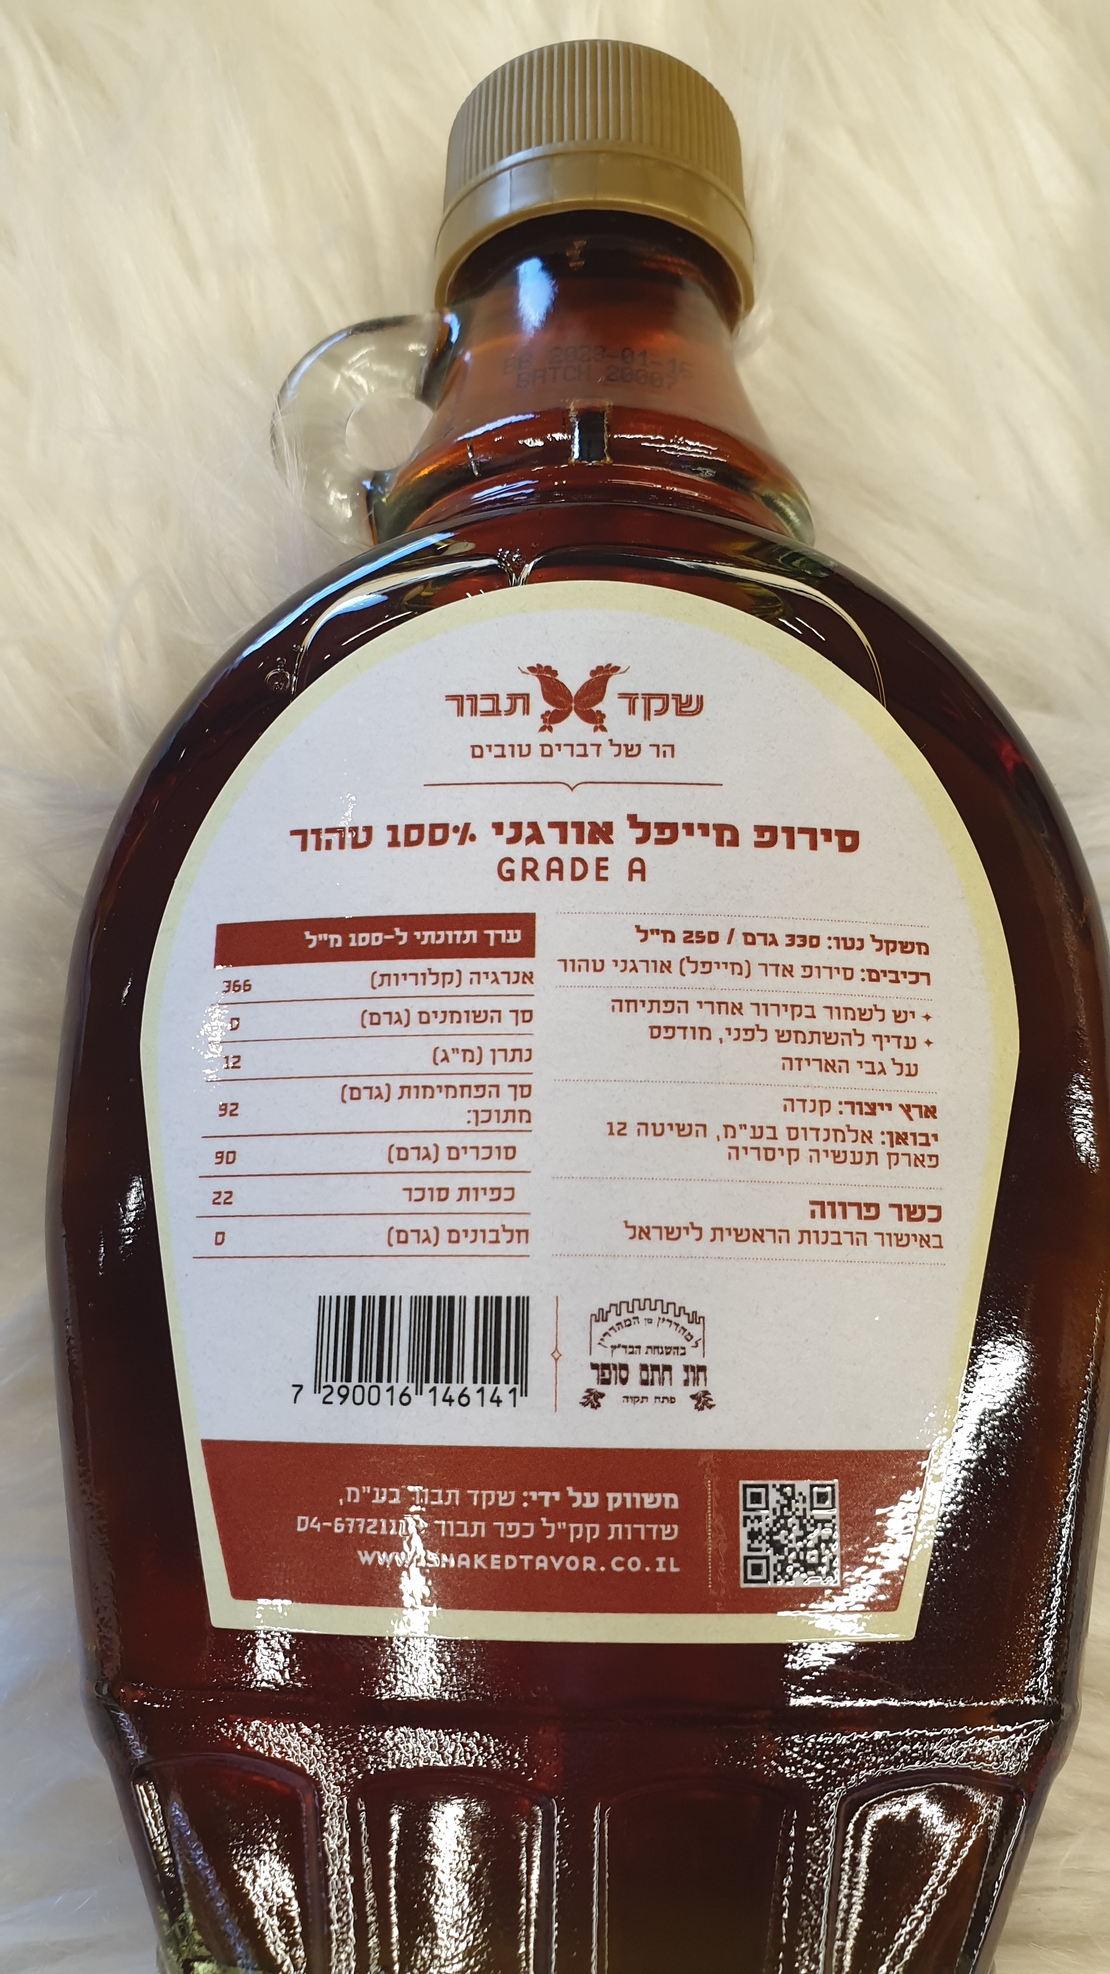 BB 2023-01-16
BATCH 20007
שקד תבור
הר של דברים טובים
סירופ מייפל אורגני 100% טהור
GRADE A
משקל נטו: 330 גרם / 250 מ"ל
רכיבים: סירופ אדר (מייפל) אורגני טהור
+ יש לשמור בקירור אחרי הפתיחה
+ עדיף להשתמש לפני, מודפס
על גבי האריזה
ארץ ייצור: קנדה
יבואן: אלמנדוס בע"מ, השיטה 12
פארק תעשיה קיסריה
כשר פרווה
באישור הרבנות הראשית לישראל
ערך תזונתי ל-100 מ"ל
אנרגיה (קלוריות) 366
סך השומנים (גרם) 0
נתרן (מ"ג) 12
סך הפחמימות (גרם) 92
מתוכן:
סוכרים (גרם) 90
כפיות סוכר 22
חלבונים (גרם) 0
למהדרין מן המהדרין
בהשגחת הבד"ץ
חוג חתם סופר
פתח תקוה
7 290016 146141
משווק על ידי: שקד תבור בע"מ,
שדרות קק"ל כפר תבור
WWW.SHAKEDTAVOR.CO.IL